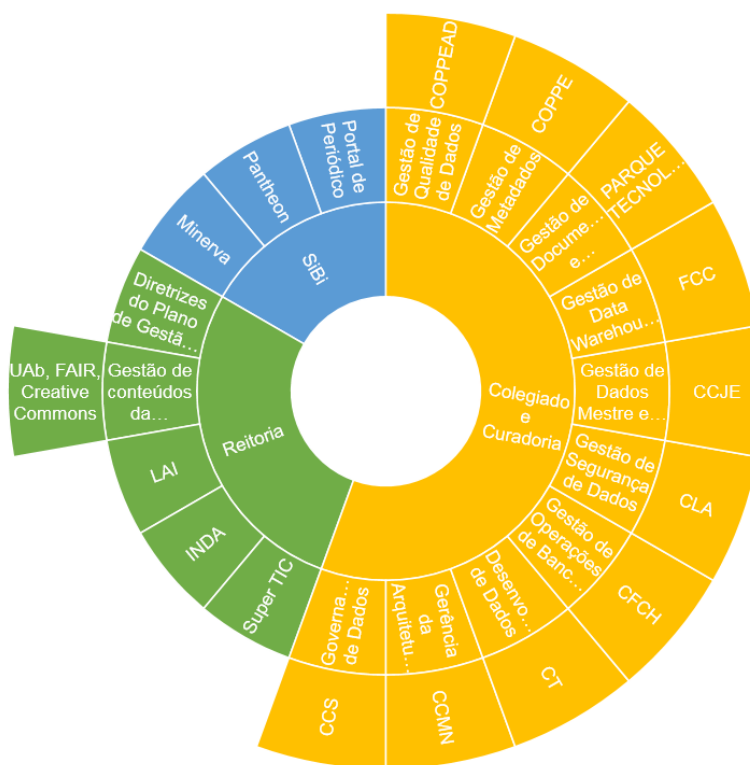 COPPEAD
COPPE
PARQUE
TECNOL...
FCC
CCJE
CLA
CFCH
CT
CCMN
CCS
Gestão de
Qualidade
de Dados
Gestão de
Metadados
Gestão de
Docume...
e...
Gestão de
Data
Warehou...
Gestão de
Dados
Mestre e...
Gestão de
Segurança
de Dados
Gestão de
Operações
de Banc...
Desenvo...
de Dados
Gerência
da
Arquitetu...
Governa...
de Dados
Colegiado
e
Curadoria
Reitoria
Super TIC
INDA
LAI
Gestão de
conteúdos
da...
UAb, FAIR,
Creative
Commons
Diretrizes
do Plano
de Gestã...
SiBi
Minerva
Pantheon
Portal de
Periódico